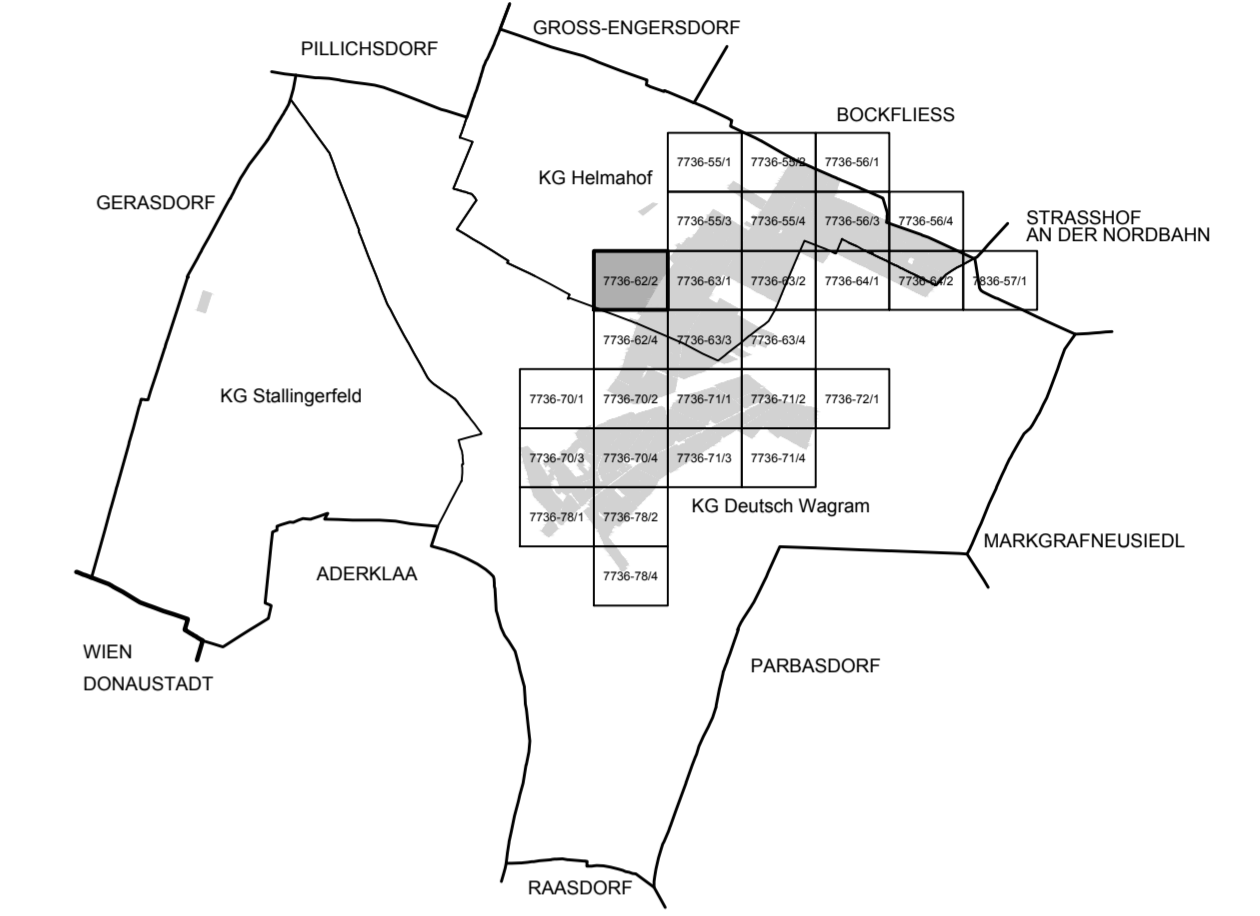 GROSS-ENGERSDORF
PILLICHSDORF
BOCKFLIESS
7736-55/1 7736-55/2 7736-56/1
KG Helmahof
GERASDORF
7736-55/3 7736-55/4 7736-56/3 7736-56/4
STRASSHOF
AN DER NORDBAHN
7736-62/2 7736-63/1 7736-63/2 7736-64/1 7736-64/2 7836-57/1
7736-62/4 7736-63/3 7736-63/4
KG Stallingerfeld
7736-70/1 7736-70/2 7736-71/1 7736-71/2 7736-72/1
7736-70/3 7736-70/4 7736-71/3 7736-71/4
KG Deutsch Wagram
7736-78/1 7736-78/2
MARKGRAFNEUSIEDL
ADERKLAA
7736-78/4
WIEN
DONAUSTADT
PARBASDORF
RAASDORF